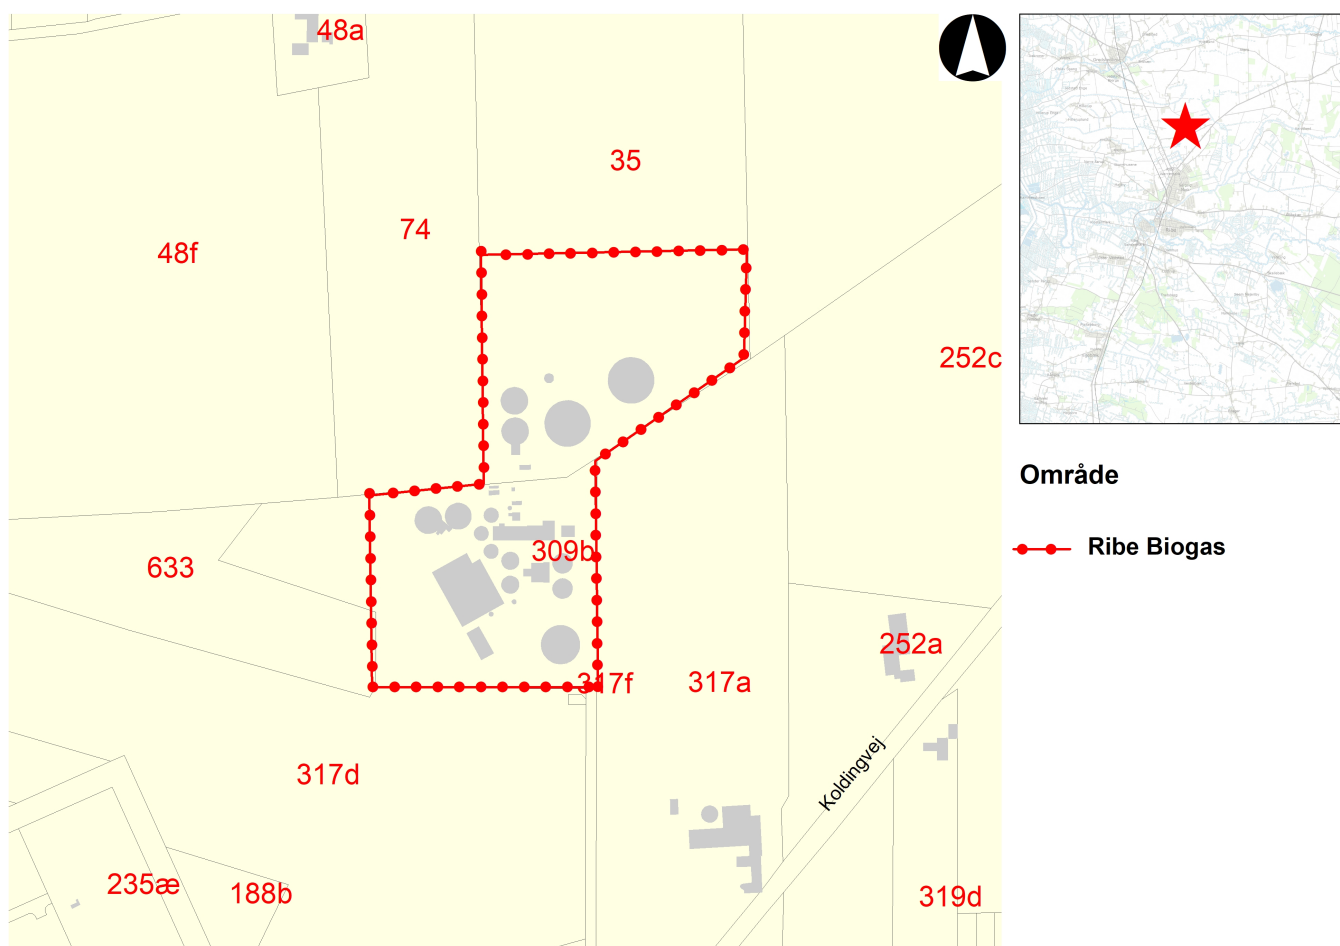 48a
35
74
48f
252c
309b
633
252a
317f
317a
317d
Koldingvej
235æ
188b
319d
Område
Ribe Biogas